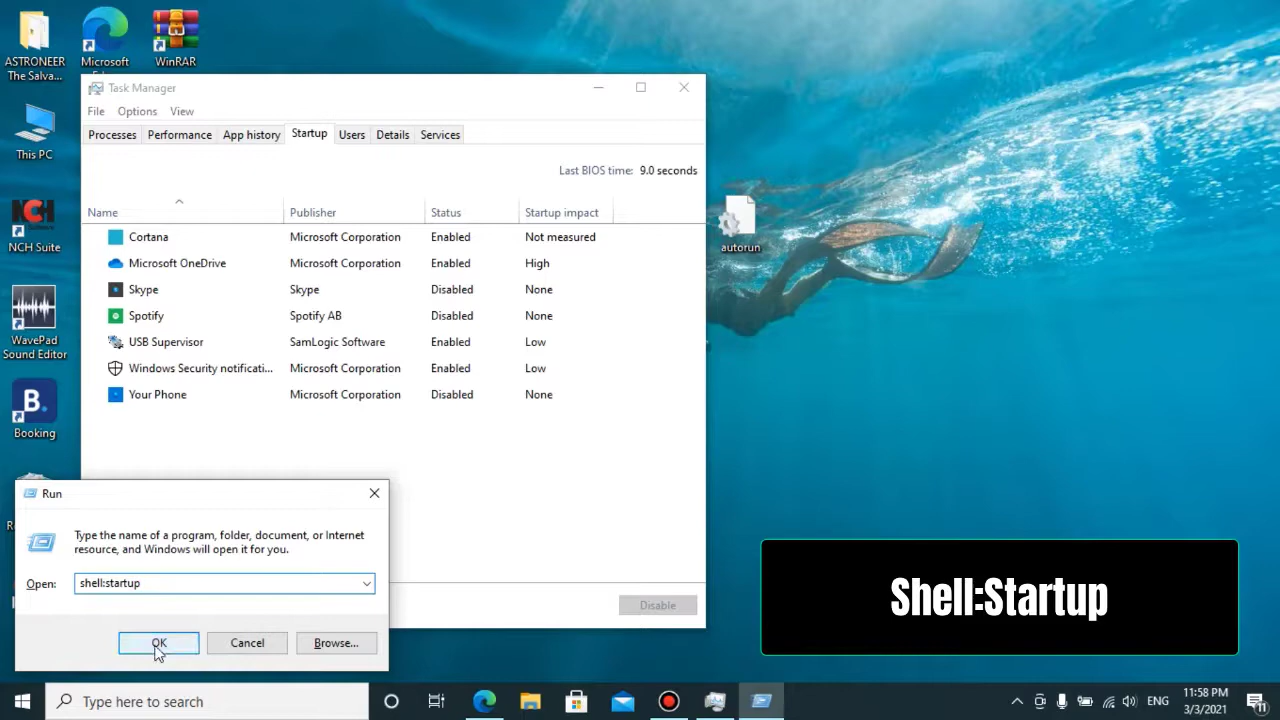 ASTRONEER
The Salva...
Microsoft
WinRAR
This PC
NCH
NCH Suite
WavePad
Sound Editor
B.
Booking
autorun
Task Manager
File Options View
Processes Performance App history Startup Users Details Services
Last BIOS time: 9.0 seconds
Name Publisher Status Startup impact
Cortana Microsoft Corporation Enabled Not measured
Microsoft OneDrive Microsoft Corporation Enabled High
Skype Skype Disabled None
Spotify Spotify AB Disabled None
USB Supervisor SamLogic Software Enabled Low
Windows Security notificati... Microsoft Corporation Enabled Low
Your Phone Microsoft Corporation Disabled None
Disable
Run
Type the name of a program, folder, document, or Internet
resource, and Windows will open it for you.
Open: shell:startup
OK Cancel Browse...
Shell:Startup
Type here to search
ENG
11:58 PM
3/3/2021
11